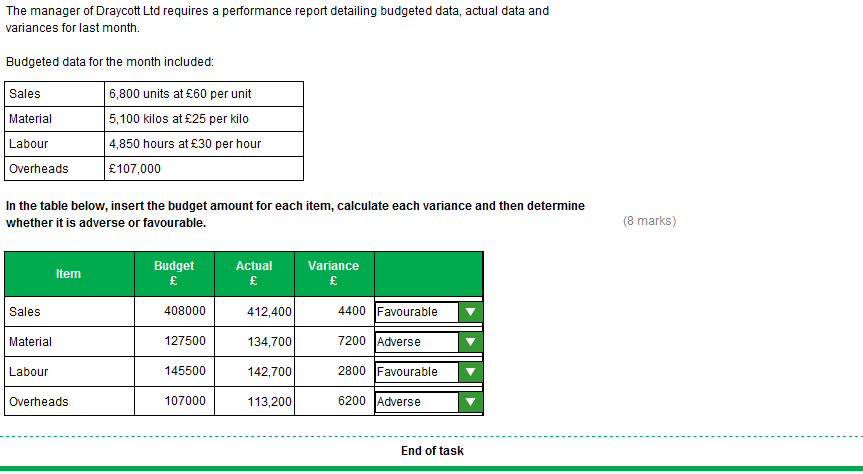 The manager of Draycott Ltd requires a performance report detailing budgeted data, actual data and
variances for last month.
Budgeted data for the month included:
Sales 6,800 units at £60 per unit
Material 5,100 kilos at £25 per kilo
Labour 4,850 hours at £30 per hour
Overheads £107,000
In the table below, insert the budget amount for each item, calculate each variance and then determine
whether it is adverse or favourable.
(8 marks)
Item Budget £ Actual £ Variance £
Sales 408000 412,400 4400 Favourable
Material 127500 134,700 7200 Adverse
Labour 145500 142,700 2800 Favourable
Overheads 107000 113,200 6200 Adverse
End of task